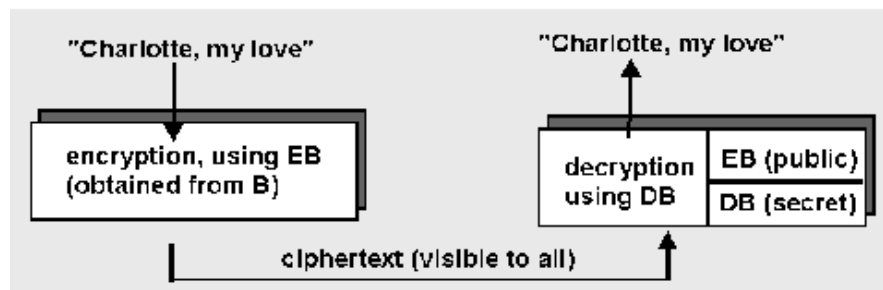 "Charlotte, my love"
"Charlotte, my love"
encryption, using EB
(obtained from B)
decryption
using DB
EB (public)
DB (secret)
ciphertext (visible to all)